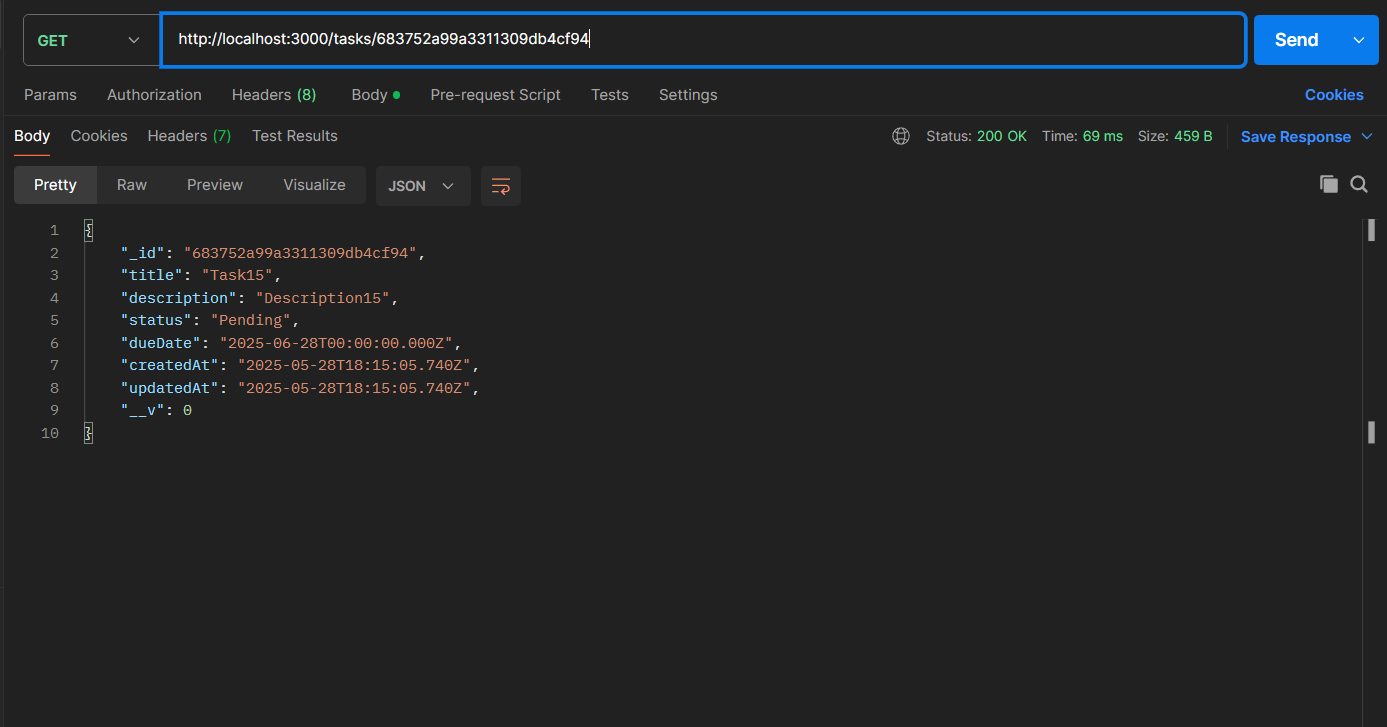 GET http://localhost:3000/tasks/683752a99a3311309db4cf94 Send
Params Authorization Headers (8) Body Pre-request Script Tests Settings Cookies
Body Cookies Headers (7) Test Results Status: 200 OK Time: 69 ms Size: 459 B Save Response
Pretty Raw Preview Visualize JSON
1 {
2 "_id": "683752a99a3311309db4cf94",
3 "title": "Task15",
4 "description": "Description15",
5 "status": "Pending",
6 "dueDate": "2025-06-28T00:00:00.000Z",
7 "createdAt": "2025-05-28T18:15:05.740Z",
8 "updatedAt": "2025-05-28T18:15:05.740Z",
9 "__v": 0
10 }